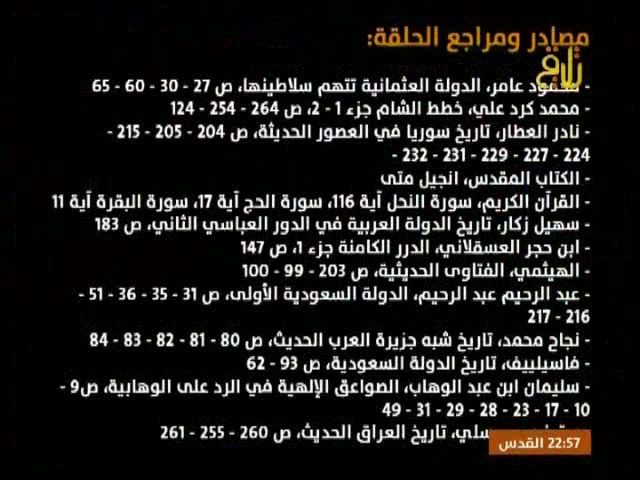 مصادر ومراجع الحلقة:
- محمود عامر، الدولة العثمانية تتهم سلاطينها، ص 27 - 30 - 60 - 65
- محمد كرد علي، خطط الشام جزء 1 - 2، ص 264 - 254 - 124
- نادر العطار، تاريخ سوريا في العصور الحديثة، ص 204 - 205 - 215 -
224 - 227 - 229 - 231 - 232 -
- الكتاب المقدس، انجيل متى
- القرآن الكريم، سورة النحل آية 116، سورة الحج آية 17، سورة البقرة آية 11
- سهيل زكار، تاريخ الدولة العربية في الدور العباسي الثاني، ص 183
- ابن حجر العسقلاني، الدرر الكامنة جزء 1، ص 147
- الهيثمي، الفتاوى الحديثية، ص 203 - 99 - 100
- عبد الرحيم عبد الرحيم، الدولة السعودية الأولى، ص 31 - 35 - 36 - 51 -
216 - 217
- نجاح محمد، تاريخ شبه جزيرة العرب الحديث، ص 80 - 81 - 82 - 83 - 84
- فاسيلييف، تاريخ الدولة السعودية، ص 93 - 62
- سليمان ابن عبد الوهاب، الصواعق الإلهية في الرد على الوهابية، ص9 -
10 - 17 - 23 - 28 - 29 - 31 - 49
تاريخ العراق الحديث، ص 260 - 255 - 261
22:57 القدس